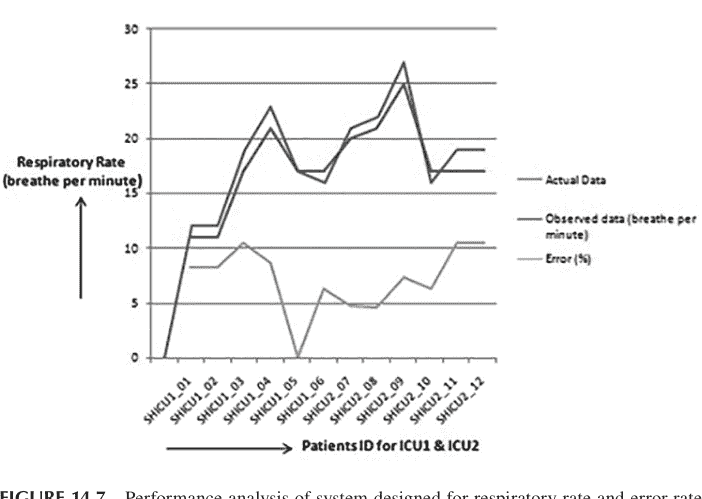 30
25
20
Respiratory Rate
(breathe per minute)
15
10
5
0
Actual Data
Observed data (breathe per
minute)
Error (%)
SHICU1_01
SHICU1_02
SHICU1_03
SHICU1_04
SHICU1_05
SHICU1_06
SHICU2_07
SHICU2_08
SHICU2_09
SHICU2_10
SHICU2_11
SHICU2_12
Patients ID for ICU1 & ICU2
FIGURE 14.7 Performance analysis of system designed for respiratory rate and error rate